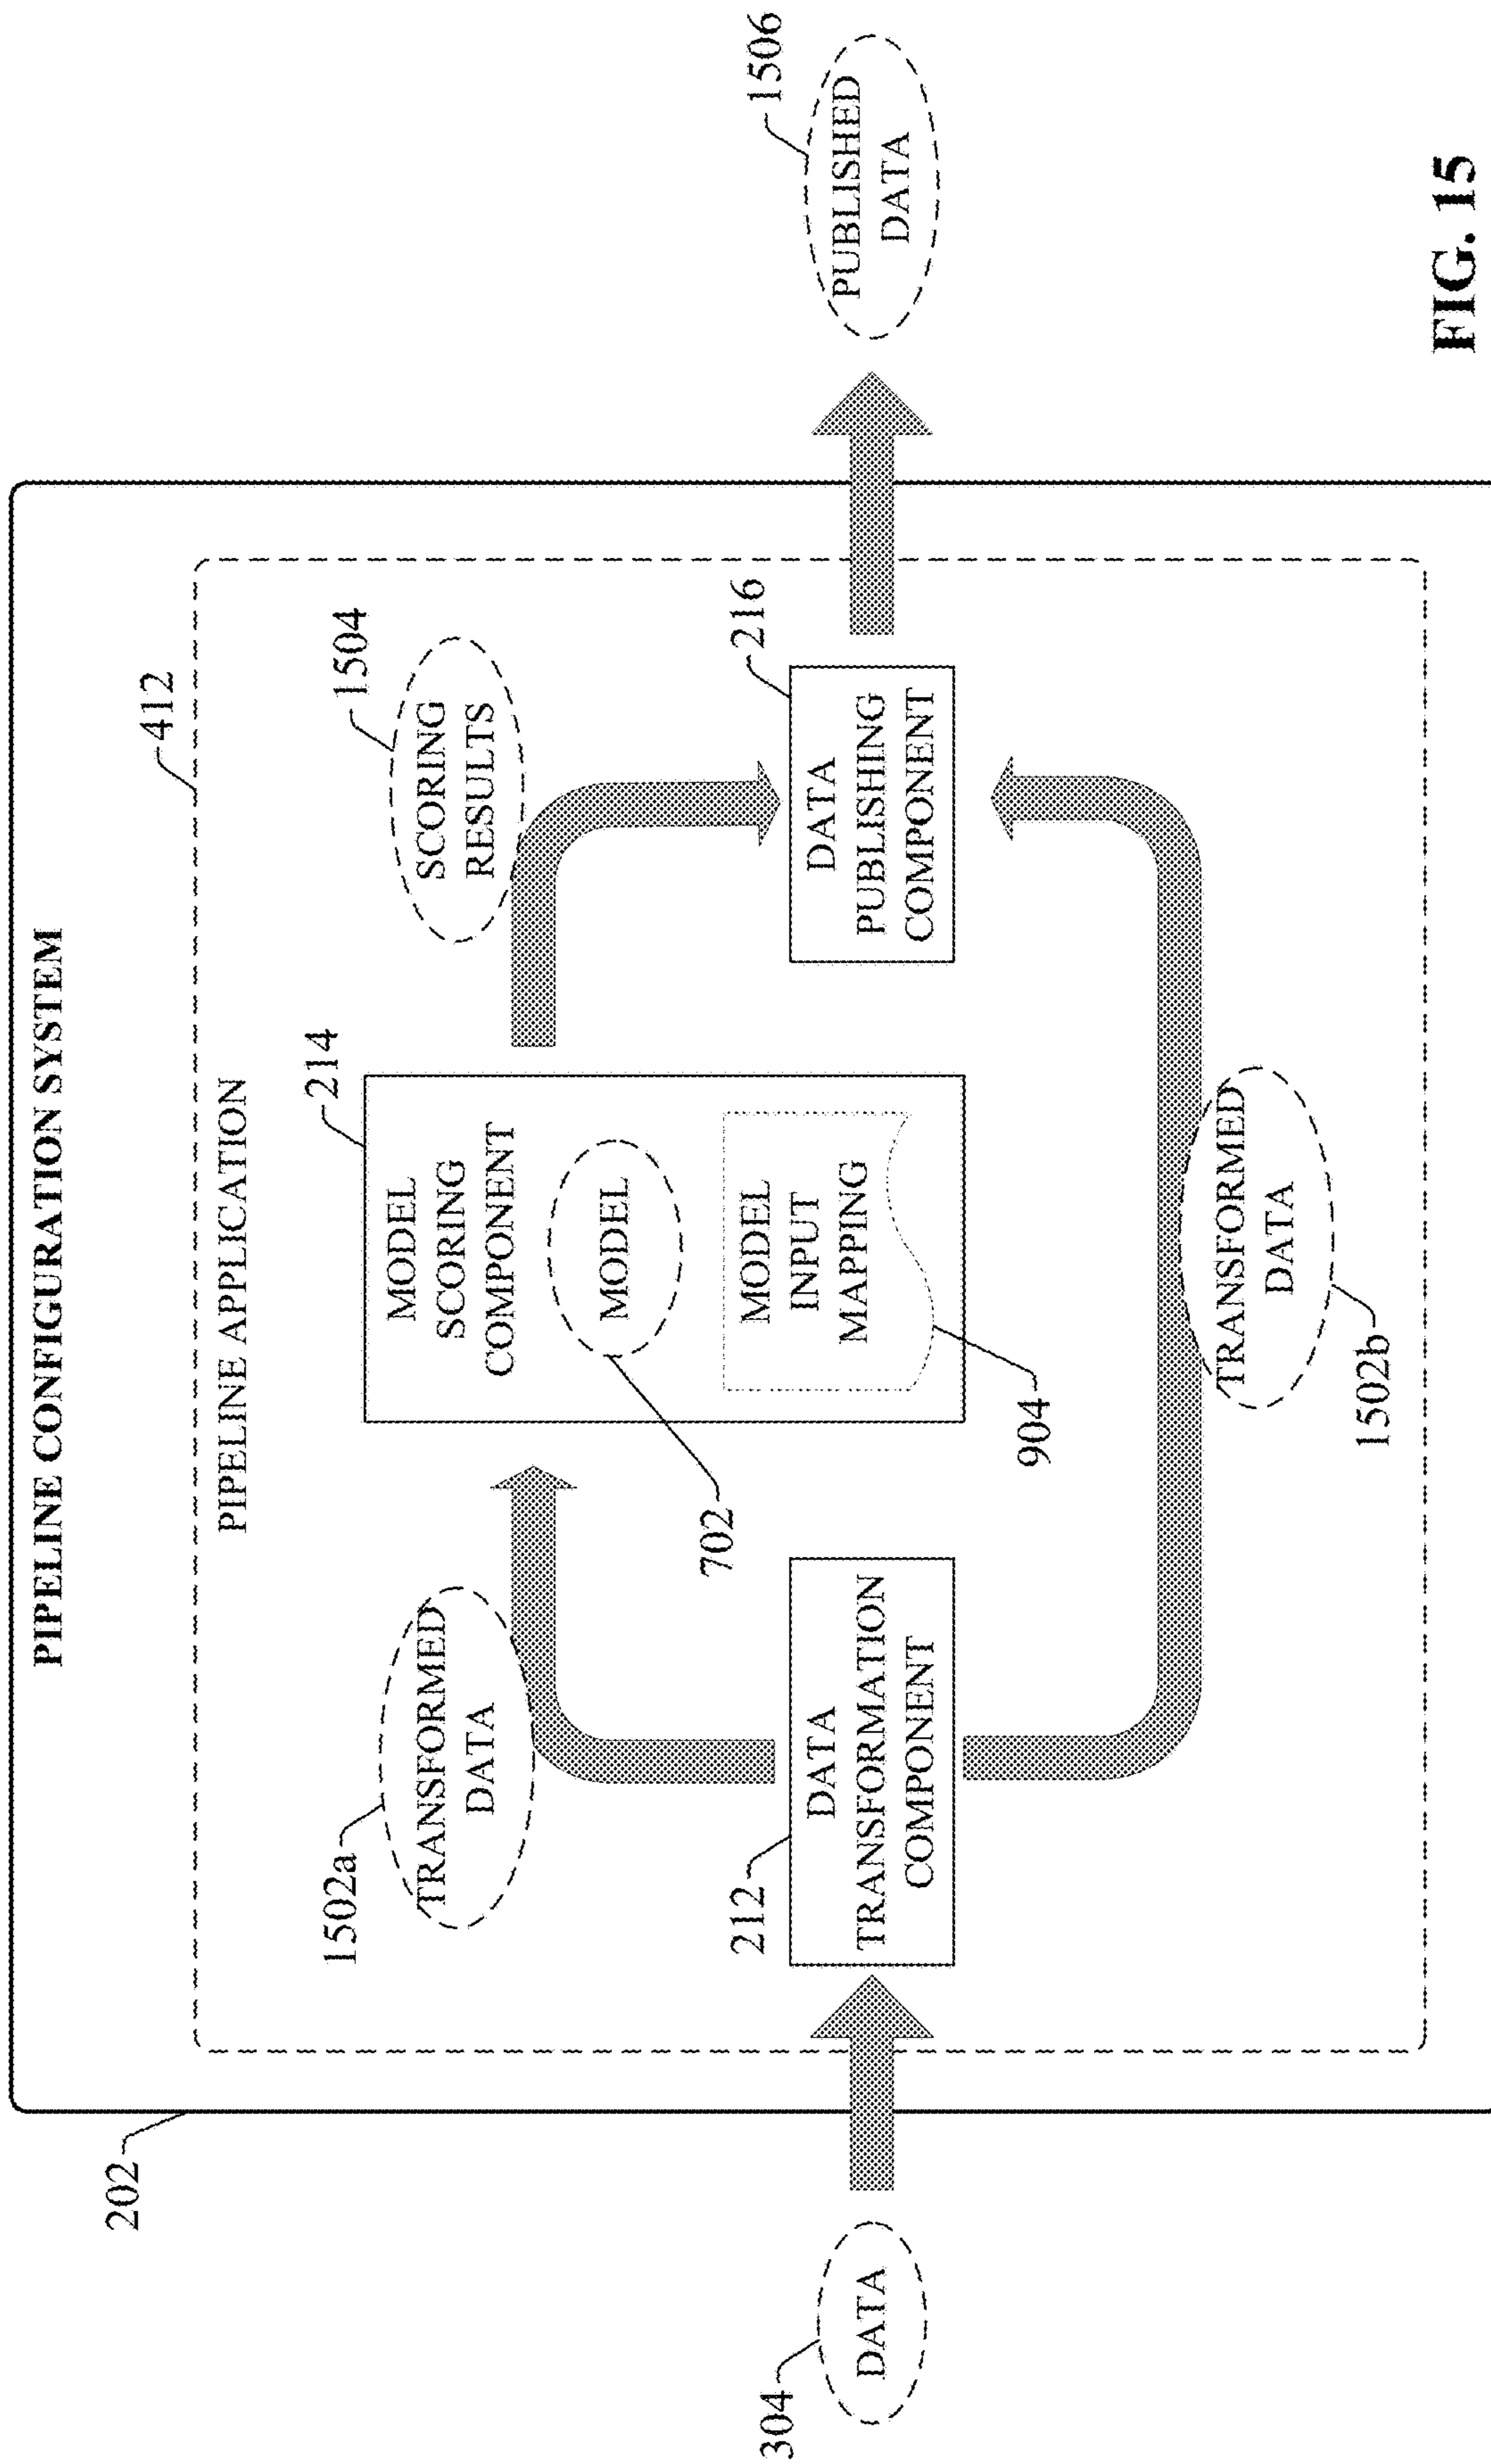 PIPELINE CONFIGURATION SYSTEM
202
412
PIPELINE APPLICATION
214
1502a
TRANSFORMED
DATA
MODEL
SCORING
COMPONENT
1504
SCORING
RESULTS
MODEL
702
MODEL
INPUT
MAPPING
904
304
DATA
212
DATA
TRANSFORMATION
COMPONENT
216
DATA
PUBLISHING
COMPONENT
1506
PUBLISHED
DATA
TRANSFORMED
DATA
1502b
FIG. 15